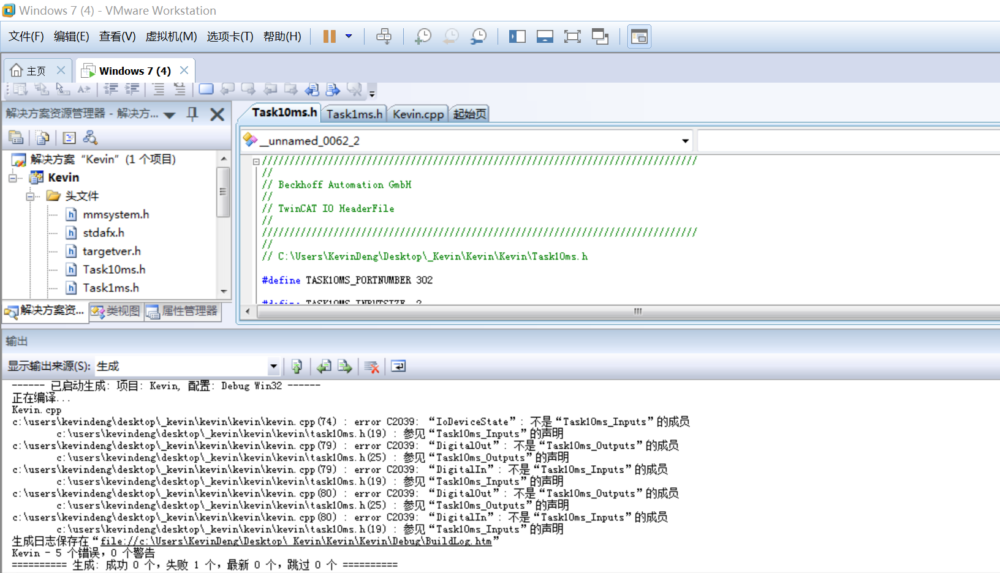 Windows 7 (4) - VMware Workstation
文件(F) 编辑(E) 查看(V) 虚拟机(M) 选项卡(T) 帮助(H)
主页 Windows 7 (4)
解决方案资源管理器 - 解决方...
Task10ms.h Task1ms.h Kevin.cpp 起始页
__unnamed_0062_2
解决方案“Kevin”(1 个项目)
Kevin
头文件
mmsystem.h
stdafx.h
targetver.h
Task10ms.h
Task1ms.h
解决方案资... 类视图 属性管理器
///////////////////////////////////////////////////////////////////////////////
//
// Beckhoff Automation GmbH
//
// TwinCAT IO HeaderFile
//
///////////////////////////////////////////////////////////////////////////////
//
// C:\Users\KevinDeng\Desktop\_Kevin\Kevin\Kevin\Task10ms.h
#define TASK10MS_PORTNUMBER 302
#define TASK10MS_INPUTSIZE 2
输出
显示输出来源(S): 生成
------ 已启动生成: 项目: Kevin, 配置: Debug Win32 ------
正在编译...
Kevin.cpp
c:\users\kevindeng\desktop\_kevin\kevin\kevin\kevin.cpp(74) : error C2039: “IoDeviceState”: 不是“Task10ms_Inputs”的成员
c:\users\kevindeng\desktop\_kevin\kevin\kevin\task10ms.h(19) : 参见“Task10ms_Inputs”的声明
c:\users\kevindeng\desktop\_kevin\kevin\kevin\kevin.cpp(79) : error C2039: “DigitalOut”: 不是“Task10ms_Outputs”的成员
c:\users\kevindeng\desktop\_kevin\kevin\kevin\task10ms.h(25) : 参见“Task10ms_Outputs”的声明
c:\users\kevindeng\desktop\_kevin\kevin\kevin\kevin.cpp(79) : error C2039: “DigitalIn”: 不是“Task10ms_Inputs”的成员
c:\users\kevindeng\desktop\_kevin\kevin\kevin\task10ms.h(19) : 参见“Task10ms_Inputs”的声明
c:\users\kevindeng\desktop\_kevin\kevin\kevin\kevin.cpp(80) : error C2039: “DigitalOut”: 不是“Task10ms_Outputs”的成员
c:\users\kevindeng\desktop\_kevin\kevin\kevin\task10ms.h(25) : 参见“Task10ms_Outputs”的声明
c:\users\kevindeng\desktop\_kevin\kevin\kevin\kevin.cpp(80) : error C2039: “DigitalIn”: 不是“Task10ms_Inputs”的成员
c:\users\kevindeng\desktop\_kevin\kevin\kevin\task10ms.h(19) : 参见“Task10ms_Inputs”的声明
生成日志保存在“file://c:\Users\KevinDeng\Desktop\_Kevin\Kevin\Kevin\Debug\BuildLog.htm”
Kevin - 5 个错误，0 个警告
========== 生成: 成功 0 个，失败 1 个，最新 0 个，跳过 0 个 ==========